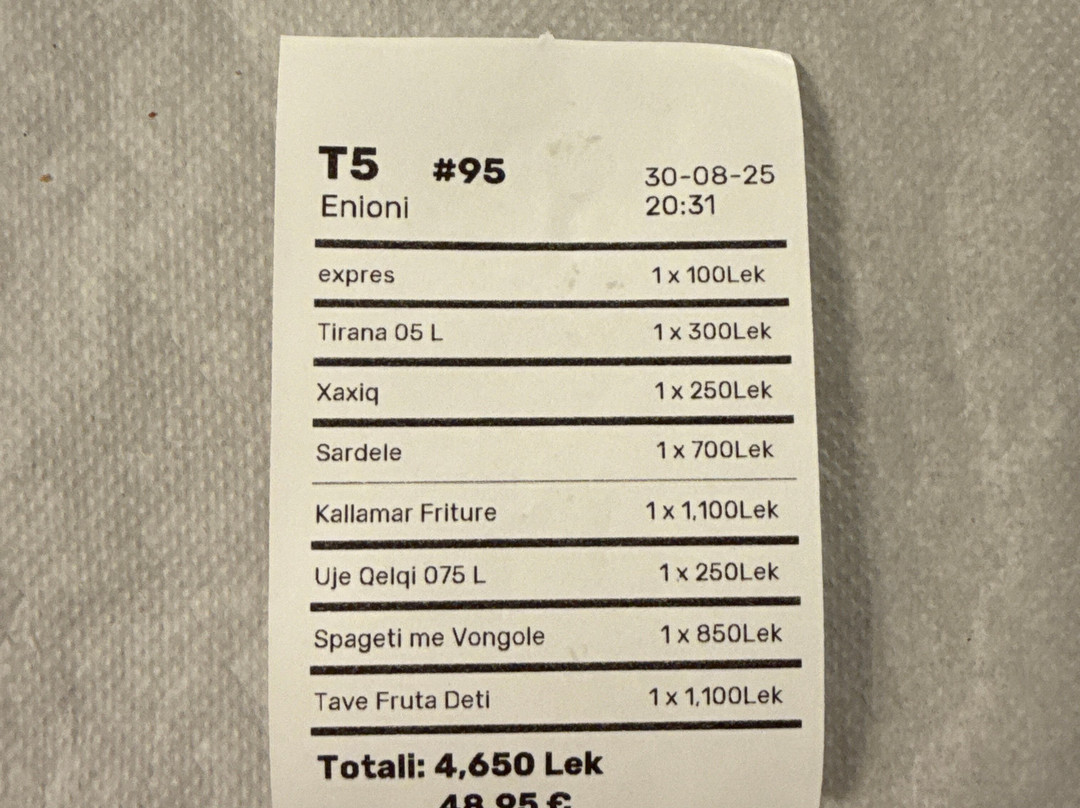 T5 #95 30-08-25
Enioni 20:31
expres 1 x 100Lek
Tirana 05 L 1 x 300Lek
Xaxiq 1 x 250Lek
Sardele 1 x 700Lek
Kallamar Friture 1 x 1,100Lek
Uje Qelqi 075 L 1 x 250Lek
Spageti me Vongole 1 x 850Lek
Tave Fruta Deti 1 x 1,100Lek
Totali: 4,650 Lek
48.95 €